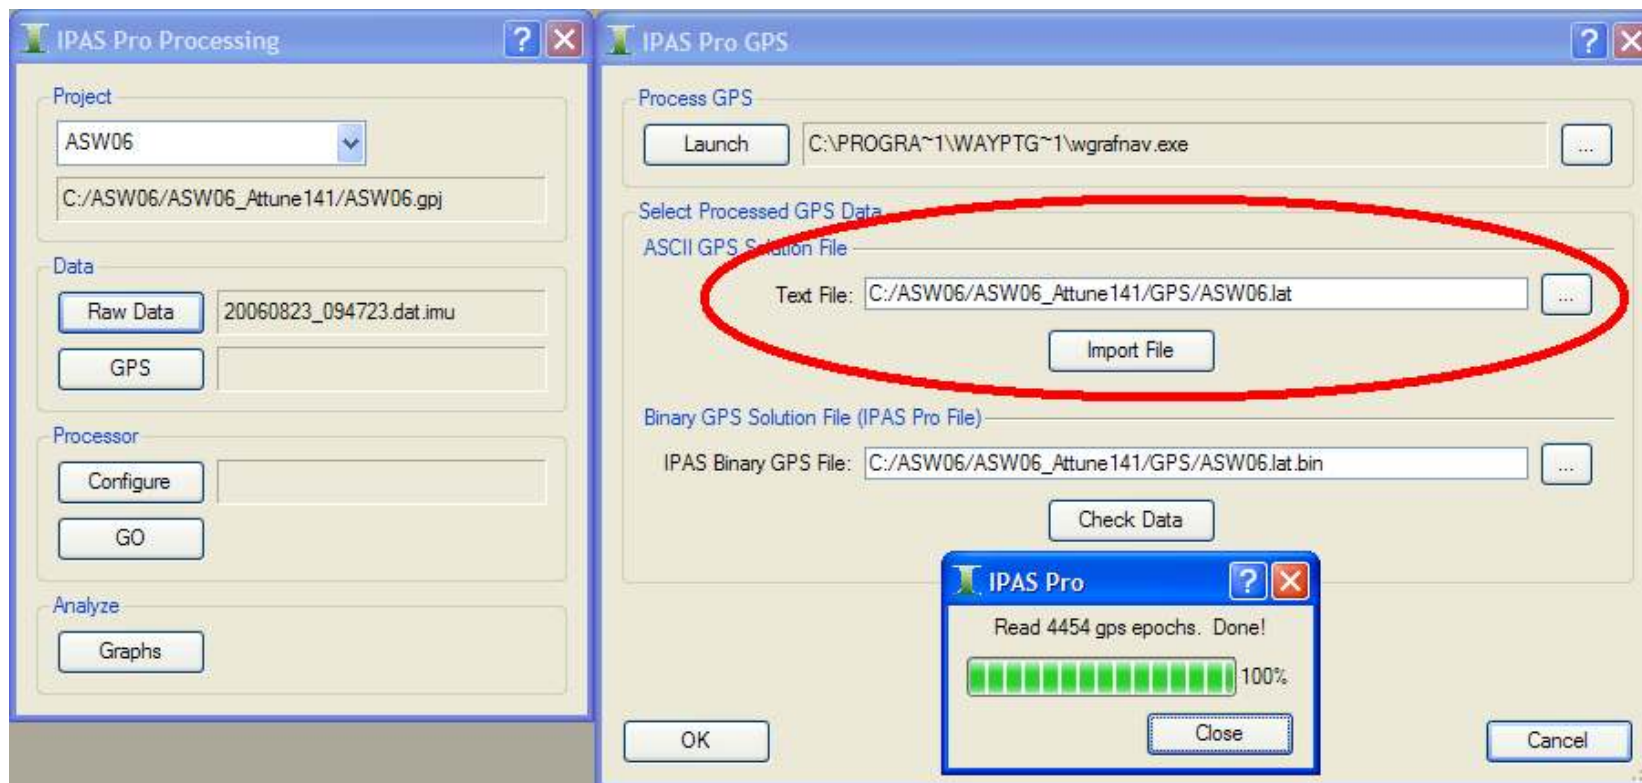 IPAS Pro Processing
Project
ASW06
C:/ASW06/ASW06_Attune141/ASW06.gpj
Data
Raw Data 20060823_094723.dat.imu
GPS
Processor
Configure
GO
Analyze
Graphs
IPAS Pro GPS
Process GPS
Launch C:\PROGRA~1\WAYPTG~1\wgrafnav.exe ...
Select Processed GPS Data
ASCII GPS Solution File
Text File: C:/ASW06/ASW06_Attune141/GPS/ASW06.lat ...
Import File
Binary GPS Solution File (IPAS Pro File)
IPAS Binary GPS File: C:/ASW06/ASW06_Attune141/GPS/ASW06.lat.bin ...
Check Data
IPAS Pro
Read 4454 gps epochs. Done!
100%
Close
OK
Cancel